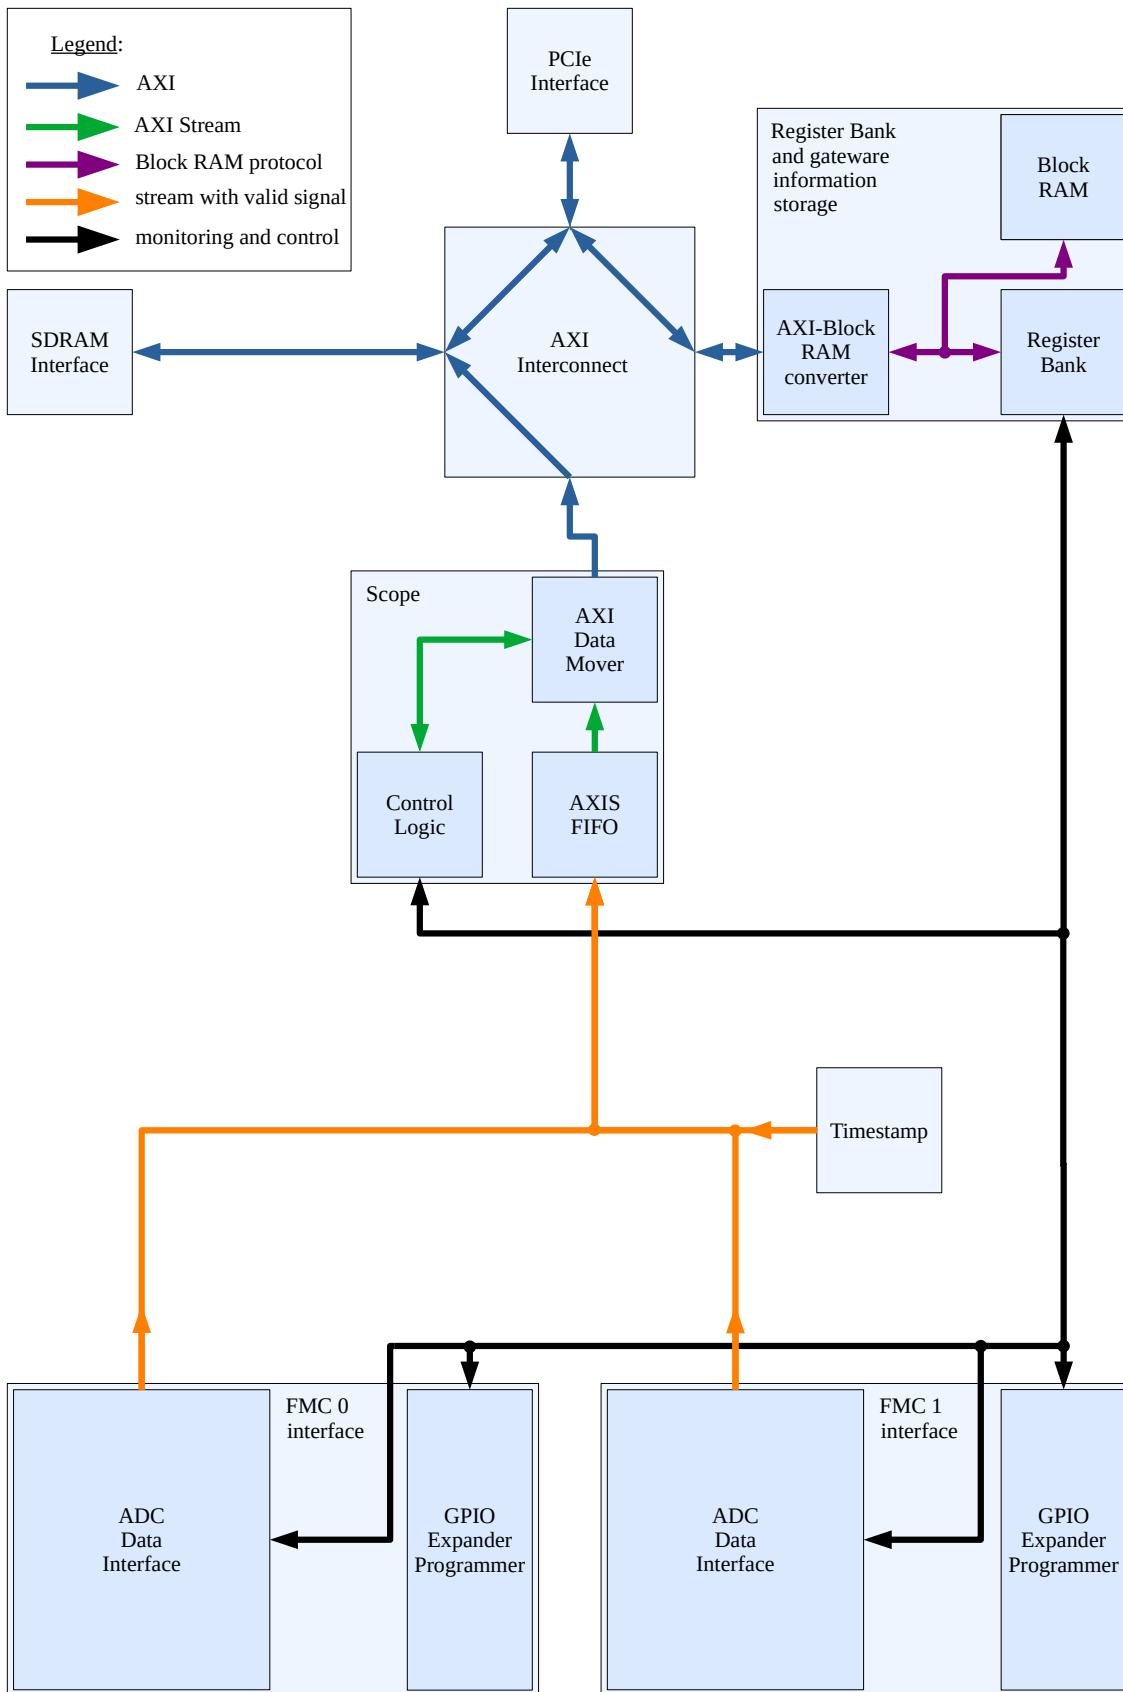 Legend:
AXI
AXI Stream
Block RAM protocol
stream with valid signal
monitoring and control
PCIe
Interface
Register Bank
and gateware
information
storage
Block
RAM
SDRAM
Interface
AXI
Interconnect
AXI-Block
RAM
converter
Register
Bank
Scope
AXI
Data
Mover
Control
Logic
AXIS
FIFO
Timestamp
FMC 0
interface
ADC
Data
Interface
GPIO
Expander
Programmer
FMC 1
interface
ADC
Data
Interface
GPIO
Expander
Programmer